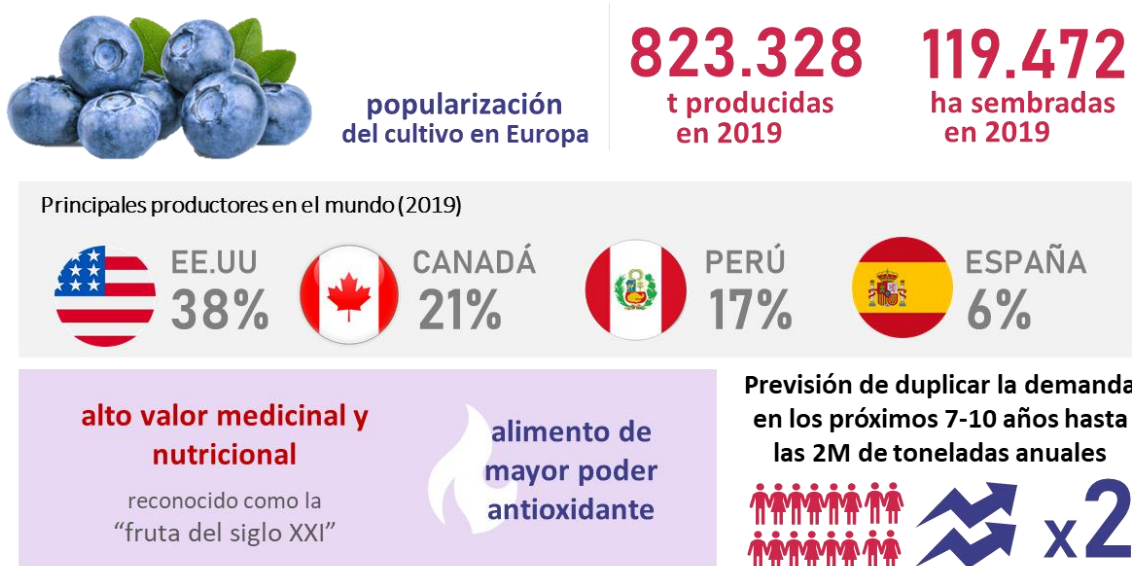 popularización
del cultivo en Europa
823.328
t producidas
en 2019
119.472
ha sembradas
en 2019
Principales productores en el mundo (2019)
EE.UU
38%
CANADÁ
21%
PERÚ
17%
ESPAÑA
6%
alto valor medicinal y
nutricional
reconocido como la
“fruta del siglo XXI”
alimento de
mayor poder
antioxidante
Previsión de duplicar la demanda
en los próximos 7-10 años hasta
las 2M de toneladas anuales
x2